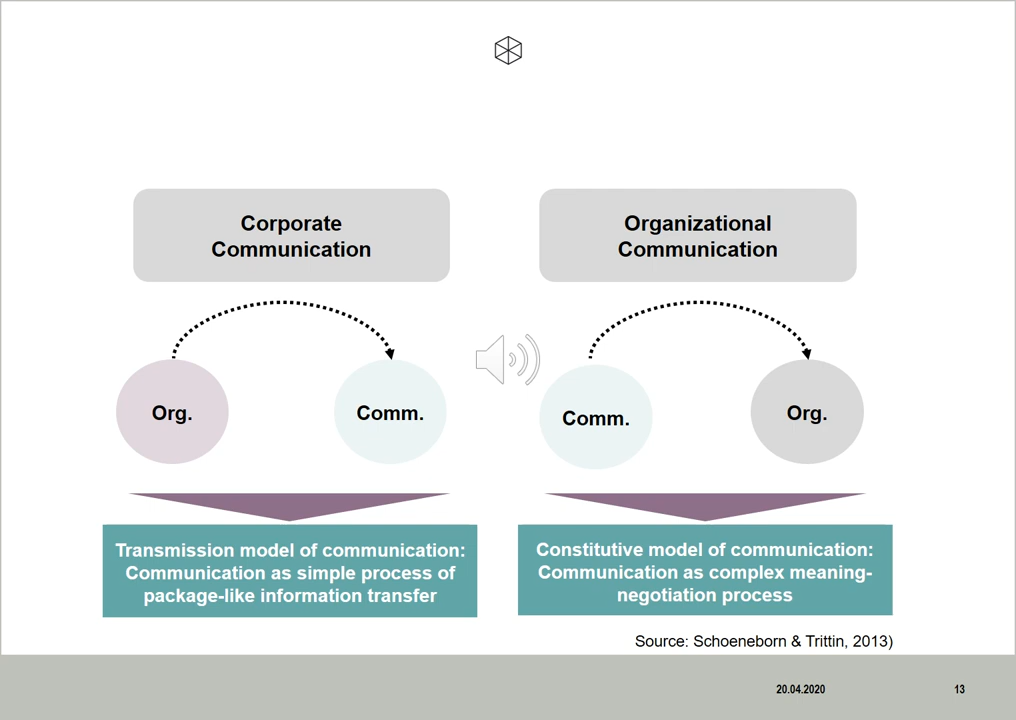 Corporate
Communication
Organizational
Communication
Org.
Comm.
Comm.
Org.
Transmission model of communication:
Communication as simple process of
package-like information transfer
Constitutive model of communication:
Communication as complex meaning-
negotiation process
Source: Schoeneborn & Trittin, 2013)
20.04.2020
13